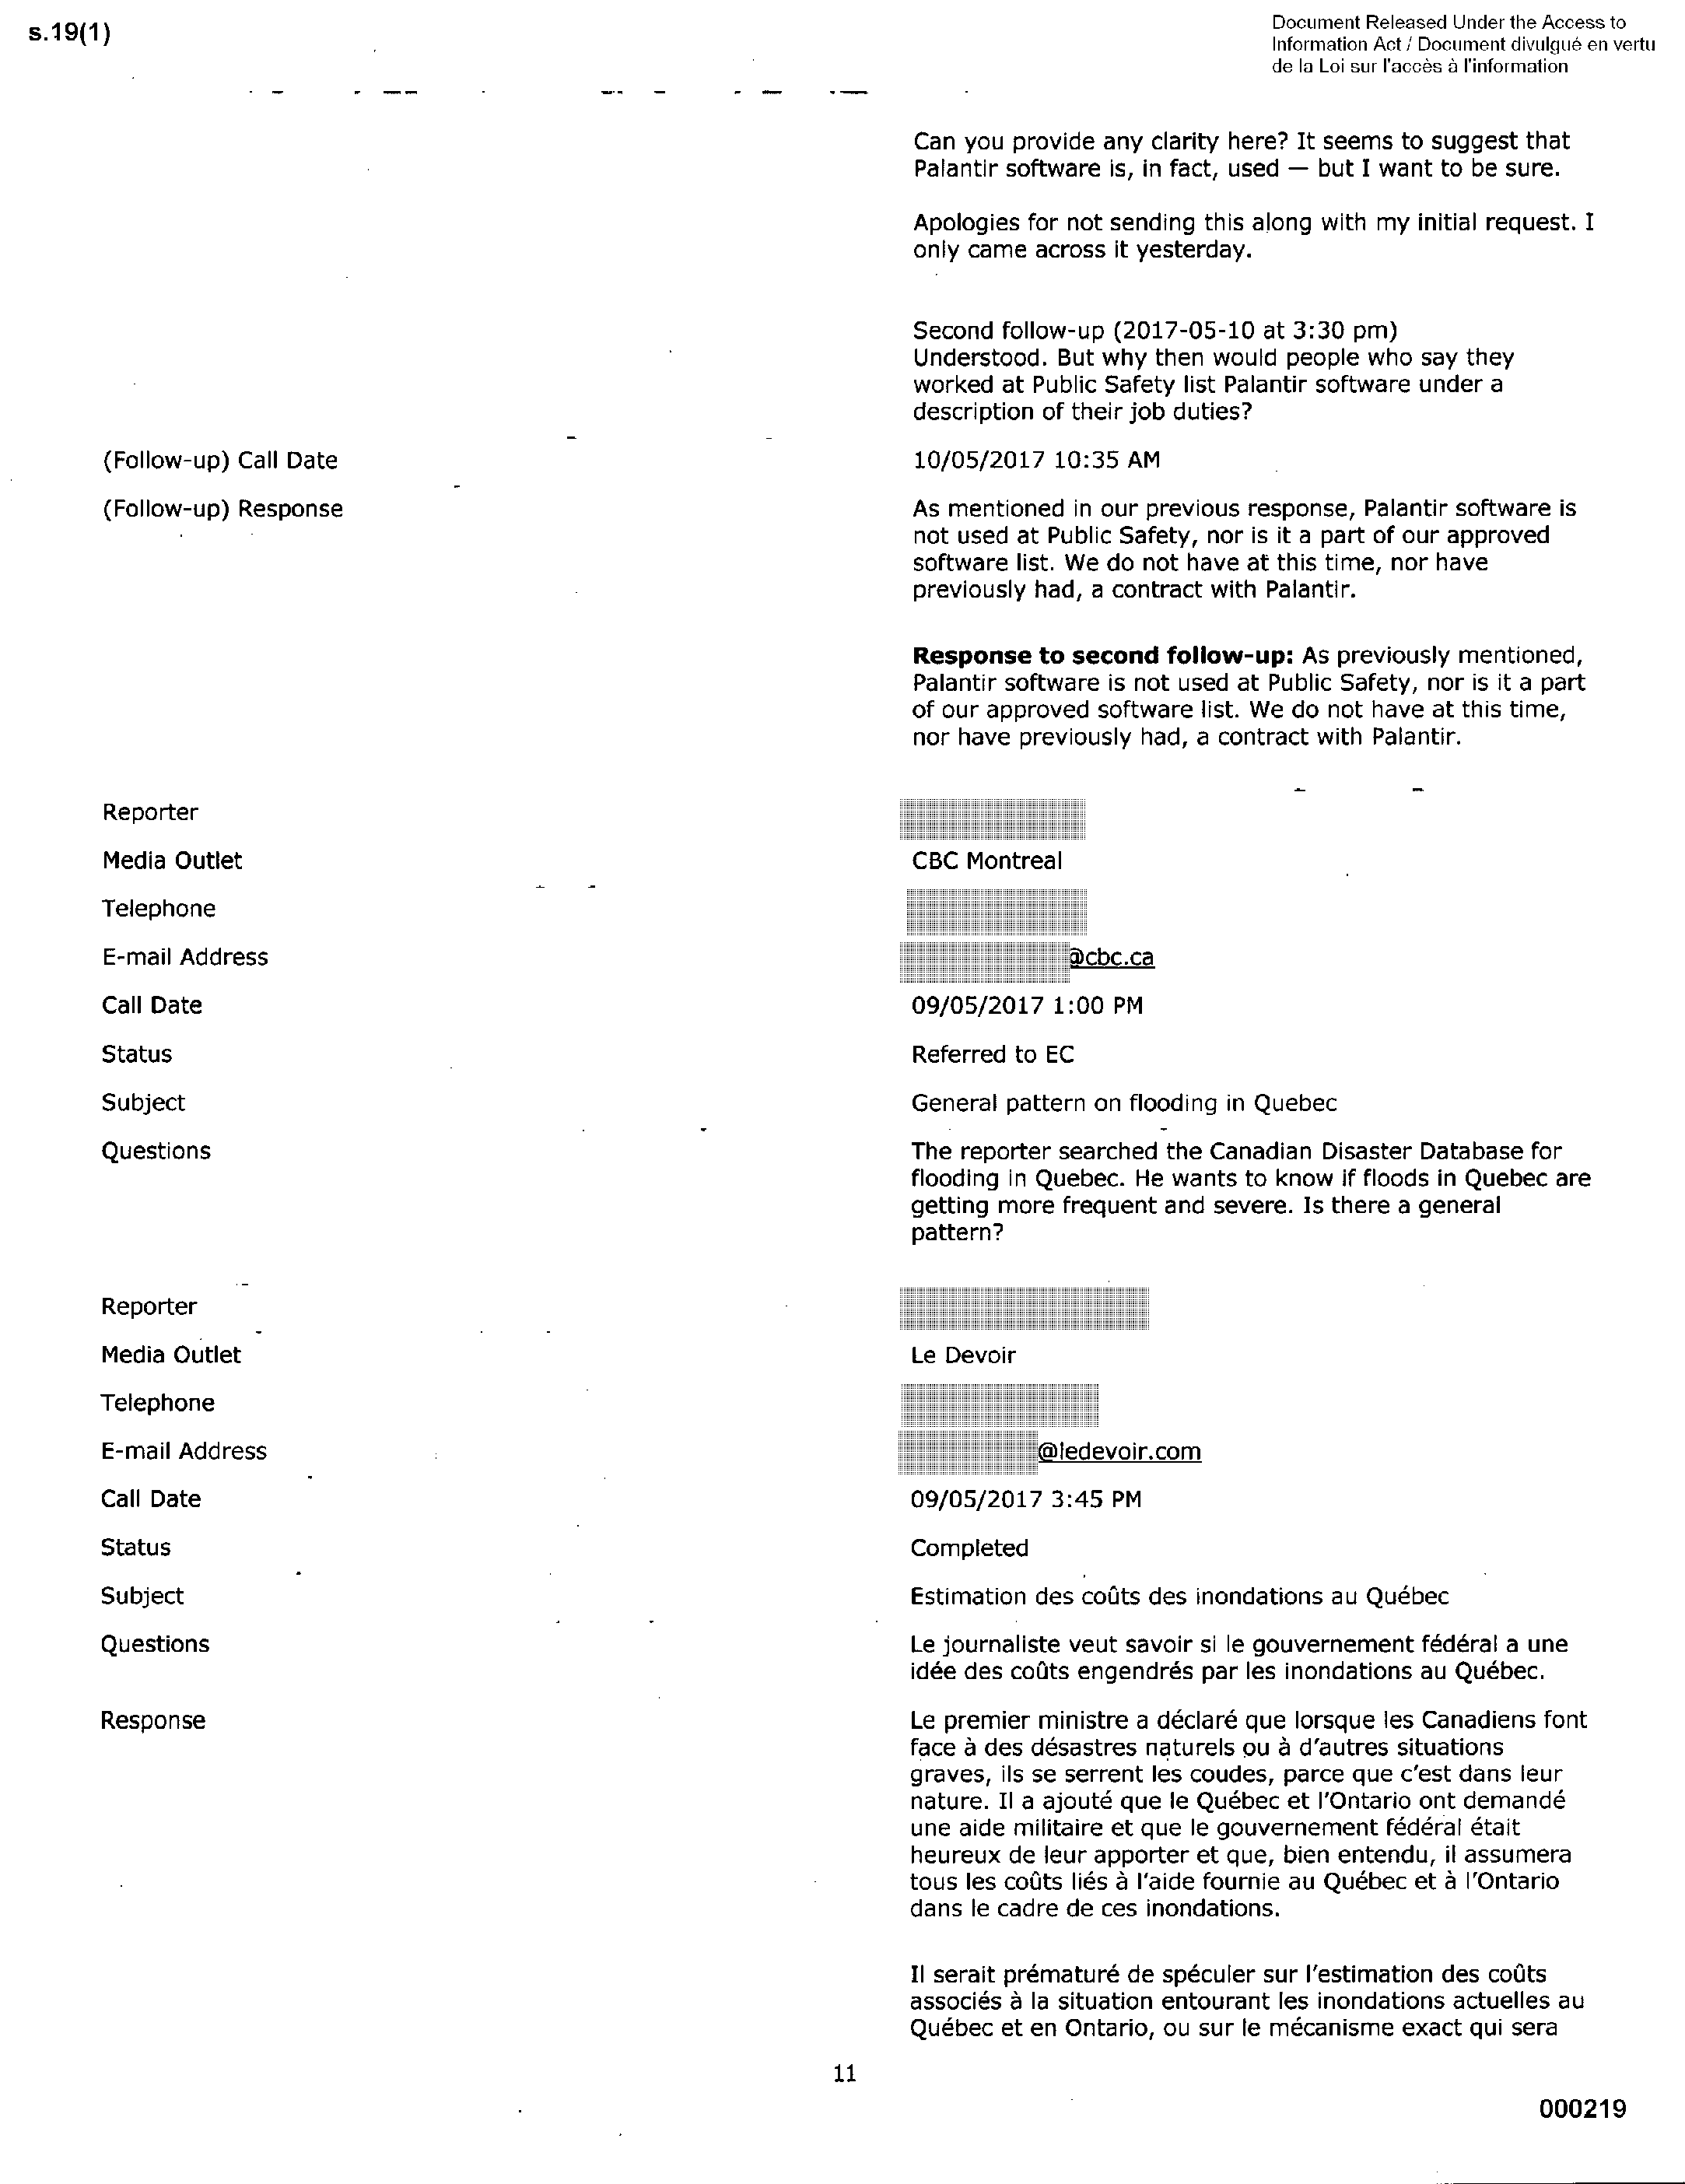 s.19(1)
Document Released Under the Access to
Information Act / Document divulgué en vertu
de la Loi sur l'accès à l'information
Can you provide any clarity here? It seems to suggest that
Palantir software is, in fact, used — but I want to be sure.
Apologies for not sending this along with my initial request. I
only came across it yesterday.
Second follow-up (2017-05-10 at 3:30 pm)
Understood. But why then would people who say they
worked at Public Safety list Palantir software under a
description of their job duties?
(Follow-up) Call Date
10/05/2017 10:35 AM
(Follow-up) Response
As mentioned in our previous response, Palantir software is
not used at Public Safety, nor is it a part of our approved
software list. We do not have at this time, nor have
previously had, a contract with Palantir.
Response to second follow-up: As previously mentioned,
Palantir software is not used at Public Safety, nor is it a part
of our approved software list. We do not have at this time,
nor have previously had, a contract with Palantir.
Reporter
Media Outlet
CBC Montreal
Telephone
E-mail Address
@cbc.ca
Call Date
09/05/2017 1:00 PM
Status
Referred to EC
Subject
General pattern on flooding in Quebec
Questions
The reporter searched the Canadian Disaster Database for
flooding in Quebec. He wants to know if floods in Quebec are
getting more frequent and severe. Is there a general
pattern?
Reporter
Media Outlet
Le Devoir
Telephone
E-mail Address
@ledevoir.com
Call Date
09/05/2017 3:45 PM
Status
Completed
Subject
Estimation des coûts des inondations au Québec
Questions
Le journaliste veut savoir si le gouvernement fédéral a une
idée des coûts engendrés par les inondations au Québec.
Response
Le premier ministre a déclaré que lorsque les Canadiens font
face à des désastres naturels ou à d'autres situations
graves, ils se serrent les coudes, parce que c'est dans leur
nature. Il a ajouté que le Québec et l'Ontario ont demandé
une aide militaire et que le gouvernement fédéral était
heureux de leur apporter et que, bien entendu, il assumera
tous les coûts liés à l'aide fournie au Québec et à l'Ontario
dans le cadre de ces inondations.
Il serait prématuré de spéculer sur l'estimation des coûts
associés à la situation entourant les inondations actuelles au
Québec et en Ontario, ou sur le mécanisme exact qui sera
11
000219